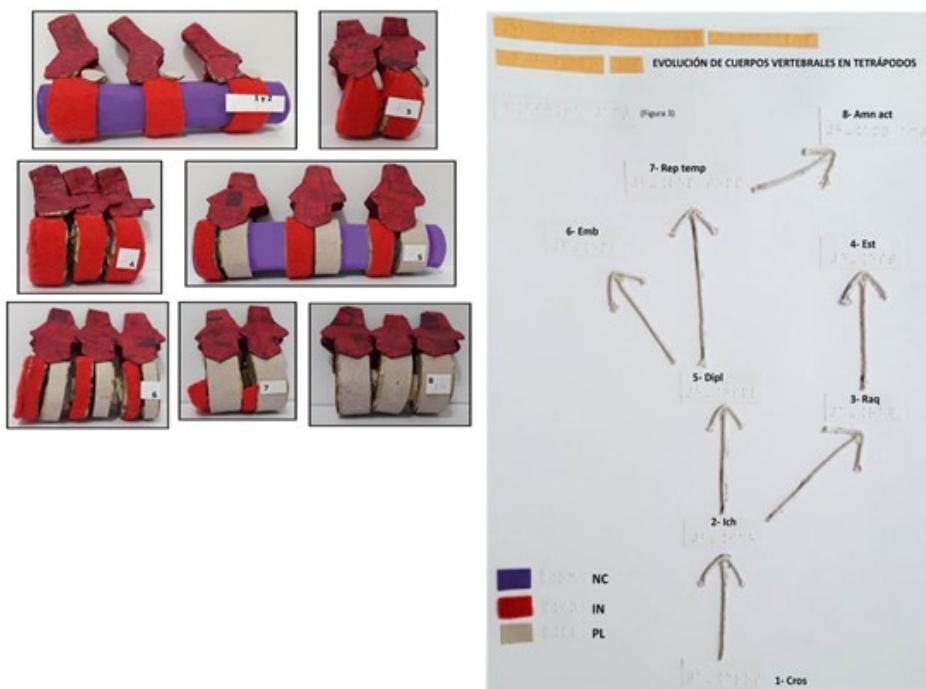 1 y 2
3
4
5
6
7
8
EVOLUCIÓN DE CUERPOS VERTEBRALES EN TETRÁPODOS
(Figura 3)
8- Amn act
7- Rep temp
6- Emb
4- Est
5- Dipl
3- Raq
2- Ich
NC
IN
PL
1- Cros